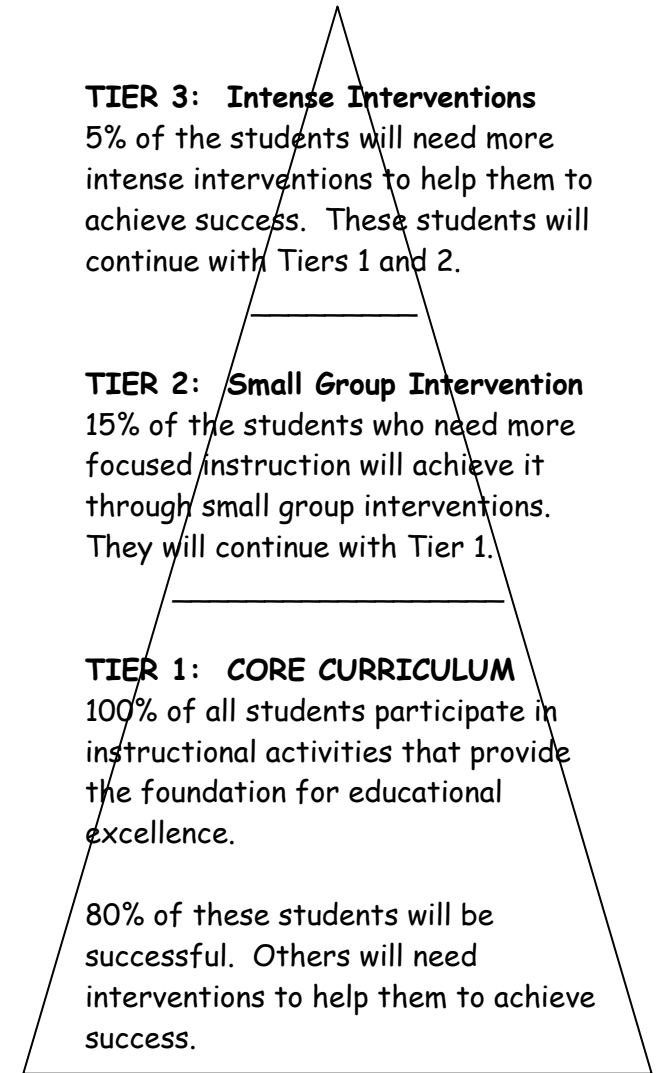 TIER 3:  Intense Interventions
5% of the students will need more
intense interventions to help them to
achieve success.  These students will
continue with Tiers 1 and 2.
TIER 2:  Small Group Intervention
15% of the students who need more
focused instruction will achieve it
through small group interventions.
They will continue with Tier 1.
TIER 1:  CORE CURRICULUM
100% of all students participate in
instructional activities that provide
the foundation for educational
excellence.
80% of these students will be
successful.  Others will need
interventions to help them to achieve
success.